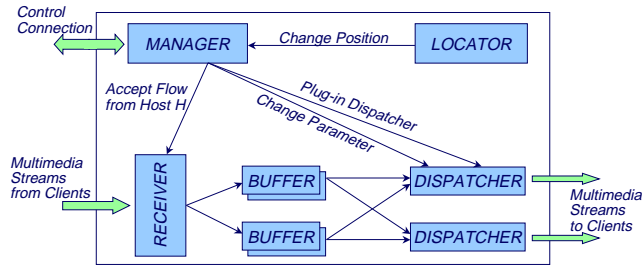 Control
Connection
MANAGER
Change Position
LOCATOR
Accept Flow
from Host H
Plug-in Dispatcher
Change Parameter
Multimedia
Streams
from Clients
RECEIVER
BUFFER
DISPATCHER
BUFFER
DISPATCHER
Multimedia
Streams
to Clients